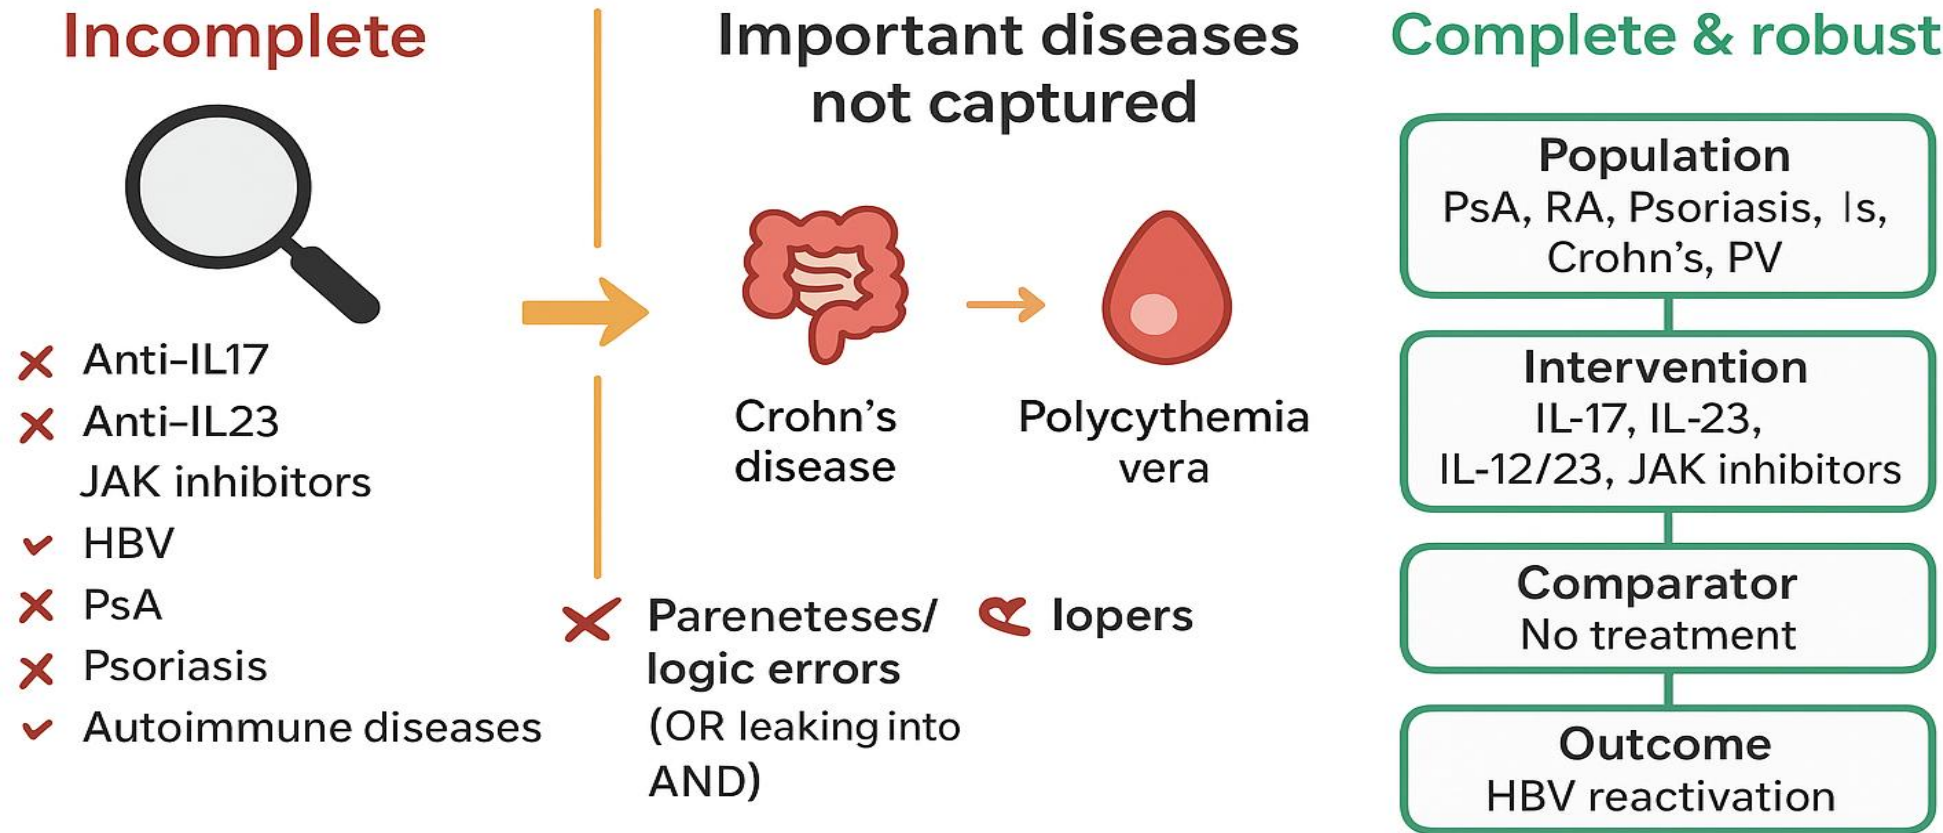 Incomplete
Anti-IL17
Anti-IL23
JAK inhibitors
HBV
PsA
Psoriasis
Autoimmune diseases
Important diseases
not captured
Crohn's
disease
Polycythemia
vera
Pareneteses/
logic errors
(OR leaking into
AND)
lopers
Complete & robust
Population
PsA, RA, Psoriasis, Is,
Crohn's, PV
Intervention
IL-17, IL-23,
IL-12/23, JAK inhibitors
Comparator
No treatment
Outcome
HBV reactivation